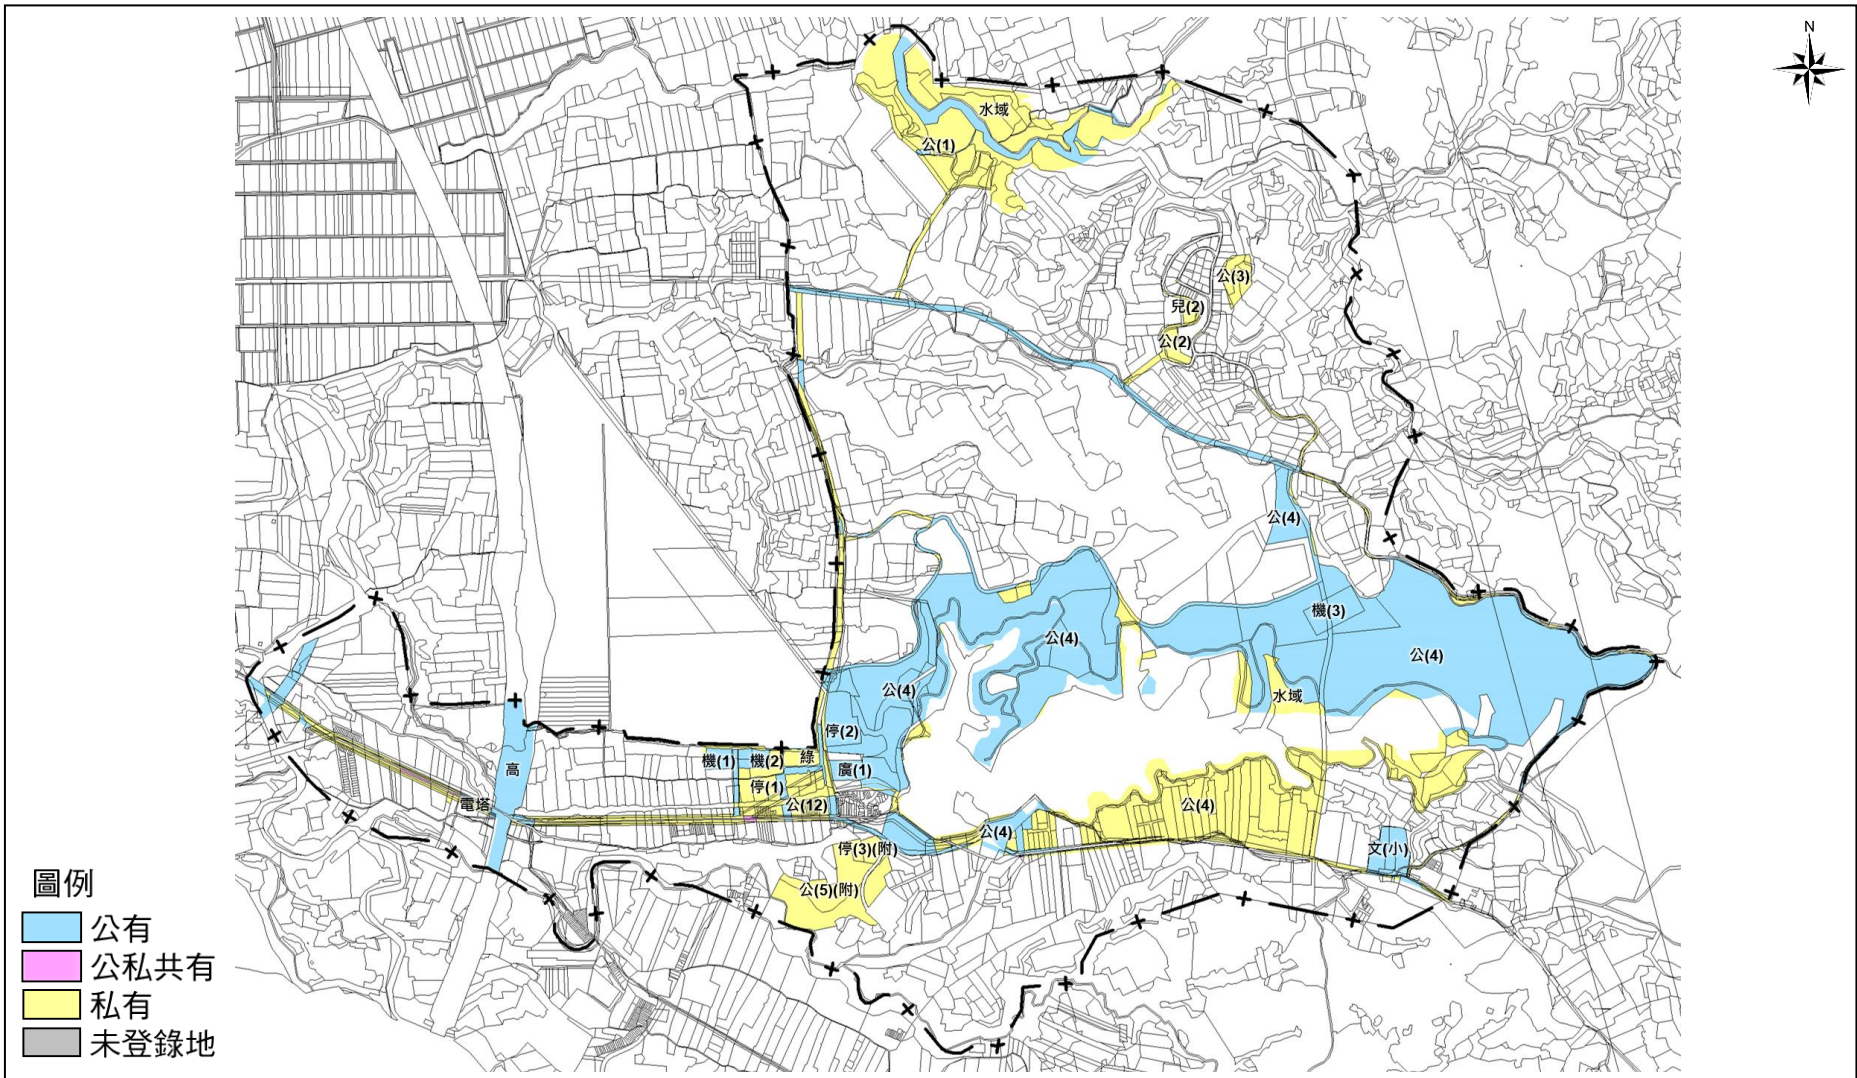 N
水域
公(1)
公(3)
兒(2)
公(2)
公(4)
機(3)
公(4)
公(4)
公(4)
水域
停(2)
機(1)
機(2)
綠
廣(1)
高
停(1)
電塔
公(12)
公(4)
公(4)
停(3)(附)
文(小)
公(5)(附)
圖例
公有
公私共有
私有
未登錄地